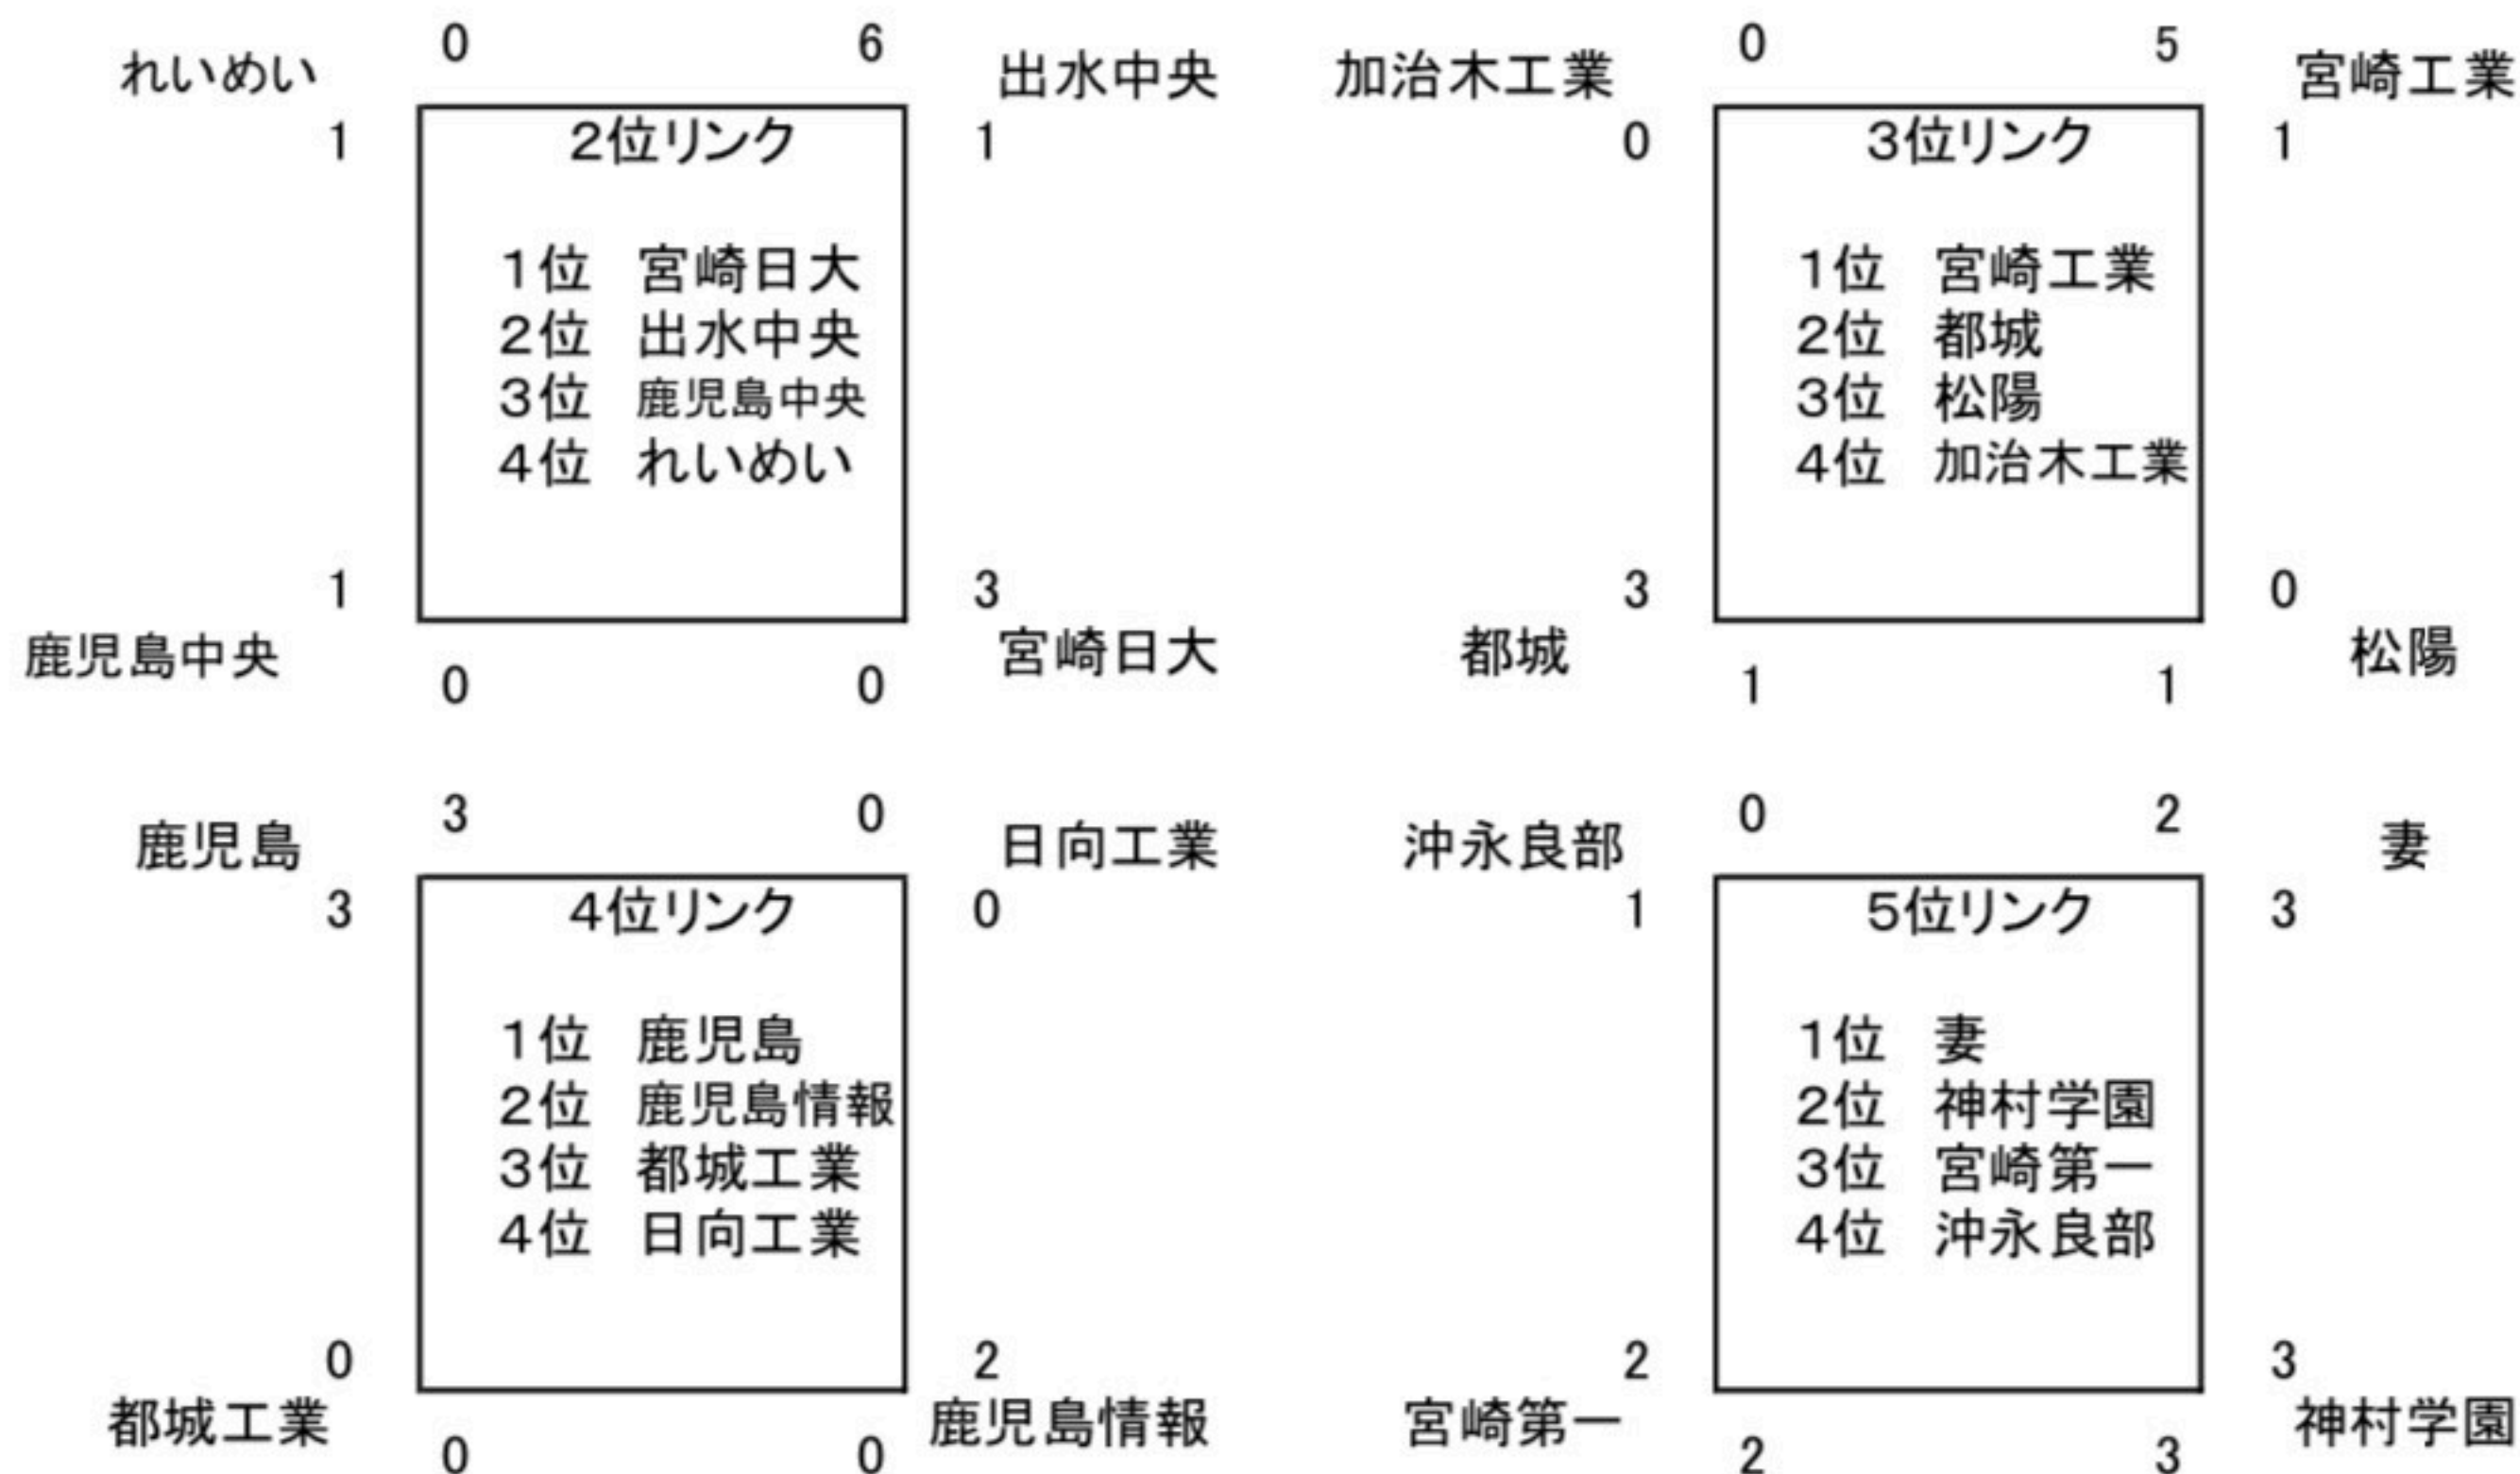 0 6 0 5
れいめい 出水中央 加治木工業 宮崎工業
1 2位リンク 1 0 3位リンク 1
1位 宮崎日大 1位 宮崎工業
2位 出水中央 2位 都城
3位 鹿児島中央 3位 松陽
4位 れいめい 4位 加治木工業
1 3 3 0
鹿児島中央 宮崎日大 都城 松陽
0 0 1 1
3 0 0 2
鹿児島 日向工業 沖永良部 妻
3 4位リンク 0 1 5位リンク 3
1位 鹿児島 1位 妻
2位 鹿児島情報 2位 神村学園
3位 都城工業 3位 宮崎第一
4位 日向工業 4位 沖永良部
0 2 2 3
都城工業 鹿児島情報 宮崎第一 神村学園
0 0 2 3